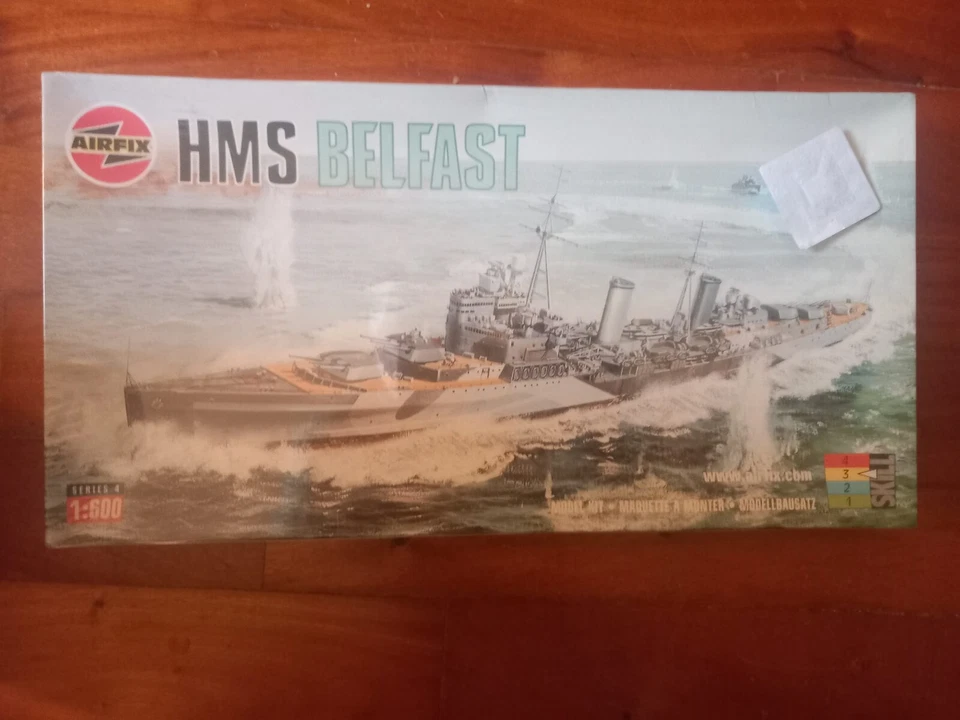 AIRFIX
HMS BELFAST
www.airfix.com
SERIES 4
1:600
MODEL KIT • MAQUETTE A MONTER • MODELLBAUSATZ
4
3
2
1
SKILL